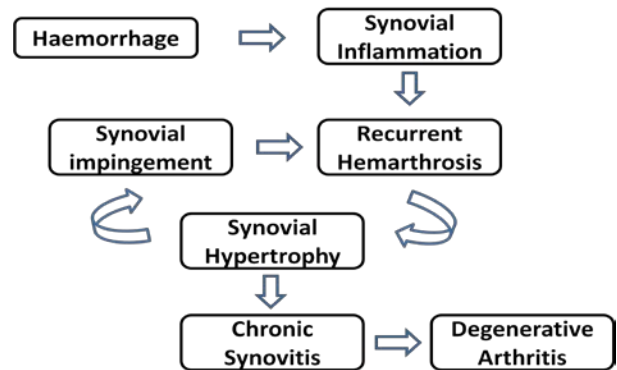 Haemorrhage
Synovial
Inflammation
Synovial
impingement
Recurrent
Hemarthrosis
Synovial
Hypertrophy
Chronic
Synovitis
Degenerative
Arthritis